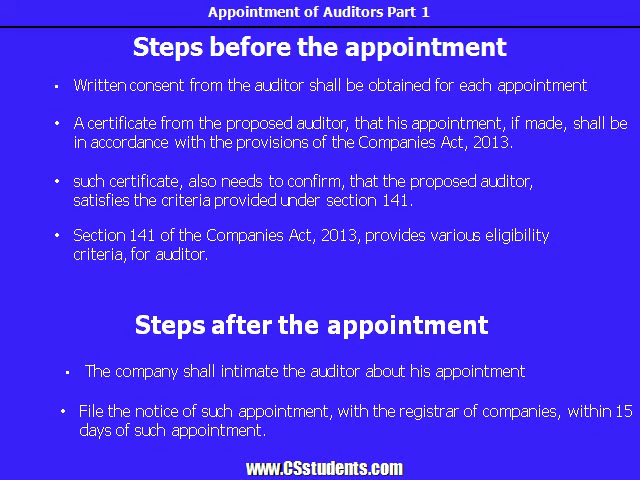 Appointment of Auditors Part 1
Steps before the appointment
• Written consent from the auditor shall be obtained for each appointment
• A certificate from the proposed auditor, that his appointment, if made, shall be
in accordance with the provisions of the Companies Act, 2013.
• such certificate, also needs to confirm, that the proposed auditor,
satisfies the criteria provided under section 141.
• Section 141 of the Companies Act, 2013, provides various eligibility
criteria, for auditor.
Steps after the appointment
• The company shall intimate the auditor about his appointment
• File the notice of such appointment, with the registrar of companies, within 15
days of such appointment.
www.CSstudents.com